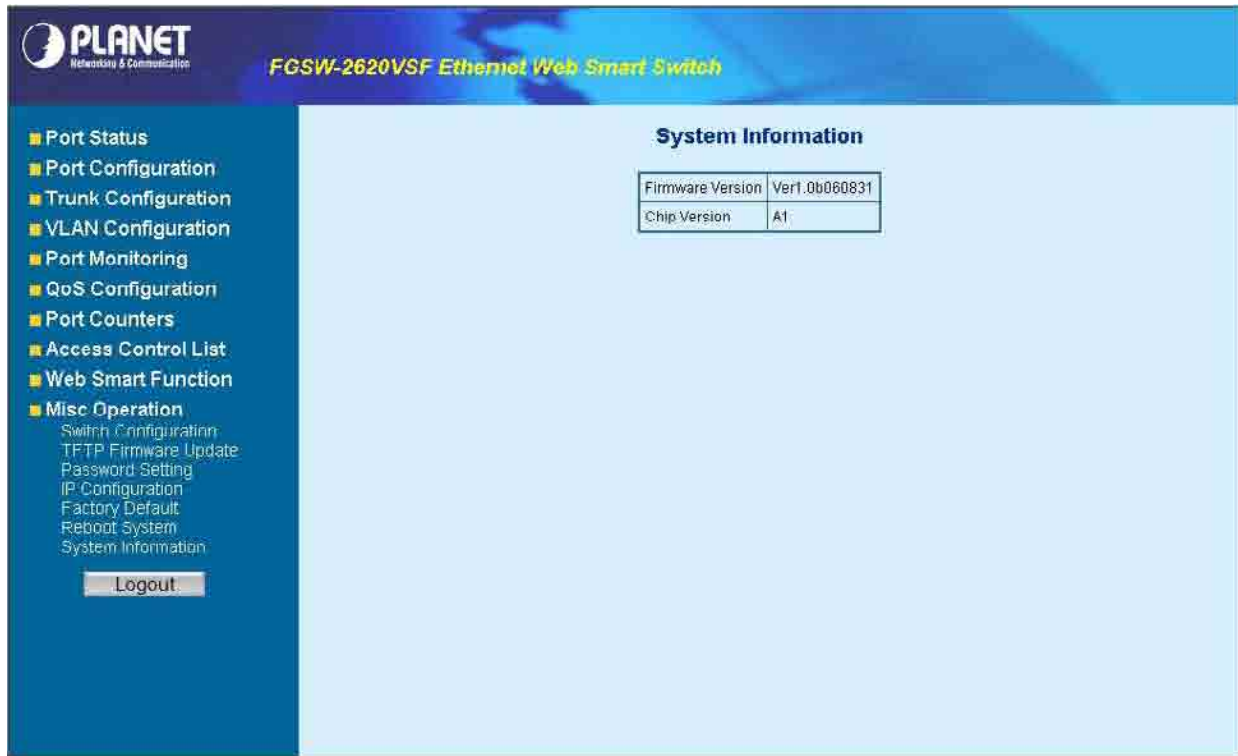 PLANET
Networking & Communication
FGSW-2620VSF Ethernet Web Smart Switch
Port Status
Port Configuration
Trunk Configuration
VLAN Configuration
Port Monitoring
QoS Configuration
Port Counters
Access Control List
Web Smart Function
Misc Operation
Switch Configuration
TFTP Firmware Update
Password Setting
IP Configuration
Factory Default
Reboot System
System Information
Logout
System Information
Firmware Version Ver1.0b060831
Chip Version A1